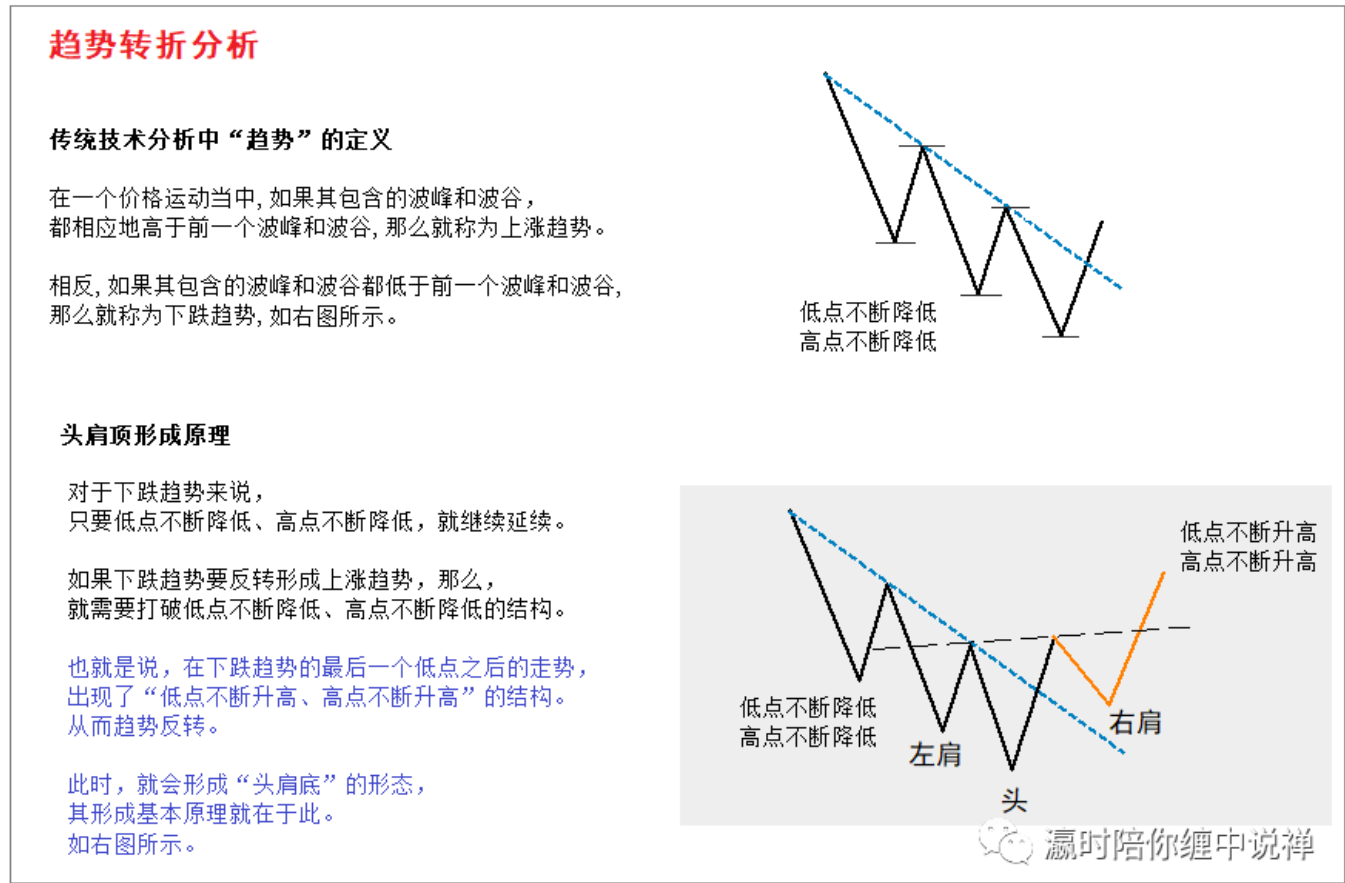 趋势转折分析
传统技术分析中“趋势”的定义
在一个价格运动当中,如果其包含的波峰和波谷，
都相应地高于前一个波峰和波谷,那么就称为上涨趋势。
相反,如果其包含的波峰和波谷都低于前一个波峰和波谷,
那么就称为下跌趋势,如右图所示。
低点不断降低
高点不断降低
头肩顶形成原理
对于下跌趋势来说，
只要低点不断降低、高点不断降低，就继续延续。
如果下跌趋势要反转形成上涨趋势，那么，
就需要打破低点不断降低、高点不断降低的结构。
也就是说，在下跌趋势的最后一个低点之后的走势，
出现了“低点不断升高、高点不断升高”的结构。
从而趋势反转。
此时，就会形成“头肩底”的形态，
其形成基本原理就在于此。
如右图所示。
低点不断升高
高点不断升高
低点不断降低
高点不断降低
左肩
头
右肩
瀛时陪你缠中说禅